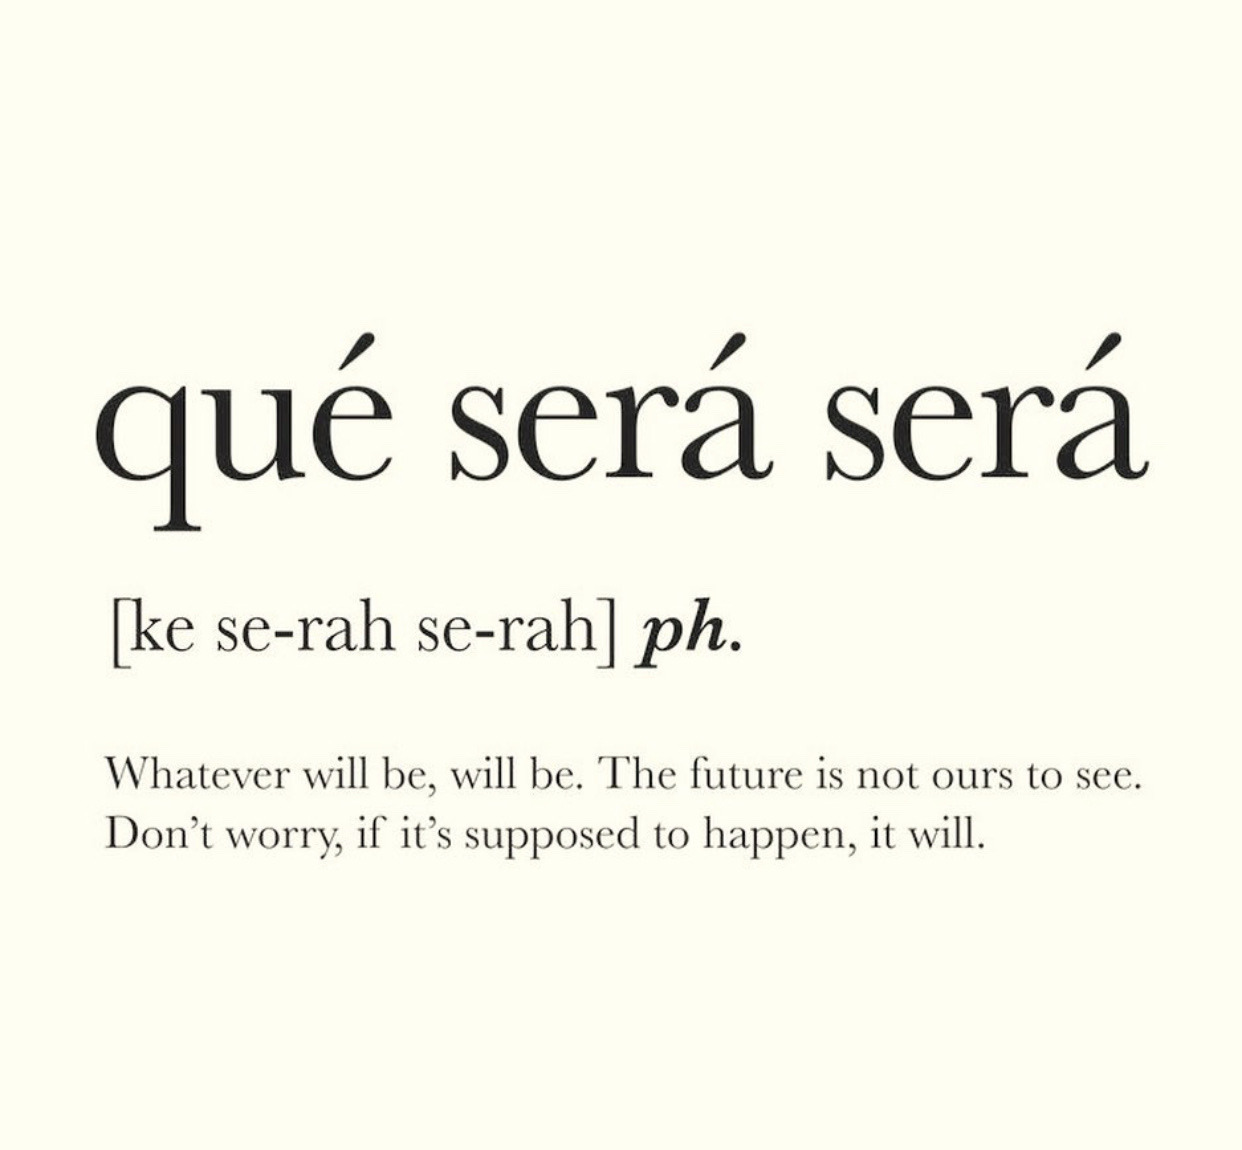 qué será será
[ke se-rah se-rah] ph.
Whatever will be, will be. The future is not ours to see.
Don’t worry, if it’s supposed to happen, it will.